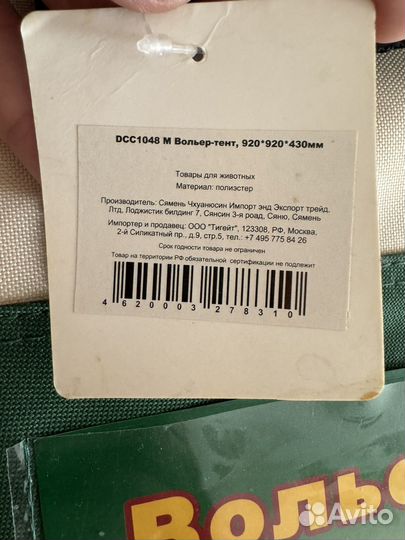 DCC1048 M Вольер-тент, 920*920*430мм
Товары для животных
Материал: полиэстер
Производитель: Сямень Чхуанюсин Импорт энд Экспорт трейд.
Лтд. Лоджистик билдинг 7, Сянсин 3-я роад, Сяню, Сямень
Импортер и продавец: ООО "Тигейт", 123308, РФ, Москва,
2-й Силикатный пр., д.9, стр.5, тел.: +7 495 775 84 26
Срок годности товара не ограничен
Товар на территории РФ обязательной сертификации не подлежит
4 620003 278310
Волье
Avito